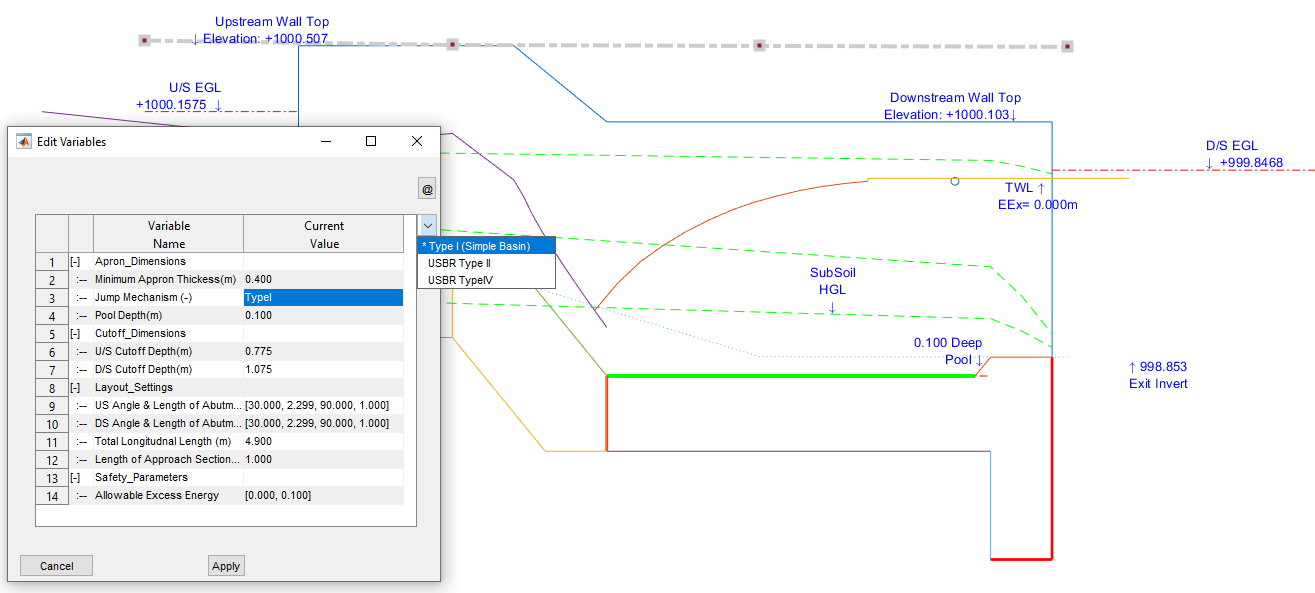 Upstream Wall Top
↓ Elevation: +1000.507
U/S EGL
+1000.1575 ↓
Downstream Wall Top
Elevation: +1000.103↓
D/S EGL
↓ +999.8468
TWL ↑
EEx= 0.000m
SubSoil
HGL
↓
0.100 Deep
Pool ↓
↑ 998.853
Exit Invert
Edit Variables
@
Variable Name Current Value
1 [-] Apron_Dimensions
2 :-- Minimum Appron Thickess(m) 0.400
3 :-- Jump Mechanism (-) TypeI
4 :-- Pool Depth(m) 0.100
5 [-] Cutoff_Dimensions
6 :-- U/S Cutoff Depth(m) 0.775
7 :-- D/S Cutoff Depth(m) 1.075
8 [-] Layout_Settings
9 :-- US Angle & Length of Abutm... [30.000, 2.299, 90.000, 1.000]
10 :-- DS Angle & Length of Abutm... [30.000, 2.299, 90.000, 1.000]
11 :-- Total Longitudnal Length (m) 4.900
12 :-- Length of Approach Section... 1.000
13 [-] Safety_Parameters
14 :-- Allowable Excess Energy [0.000, 0.100]
* Type I (Simple Basin)
USBR Type II
USBR TypeIV
Cancel
Apply